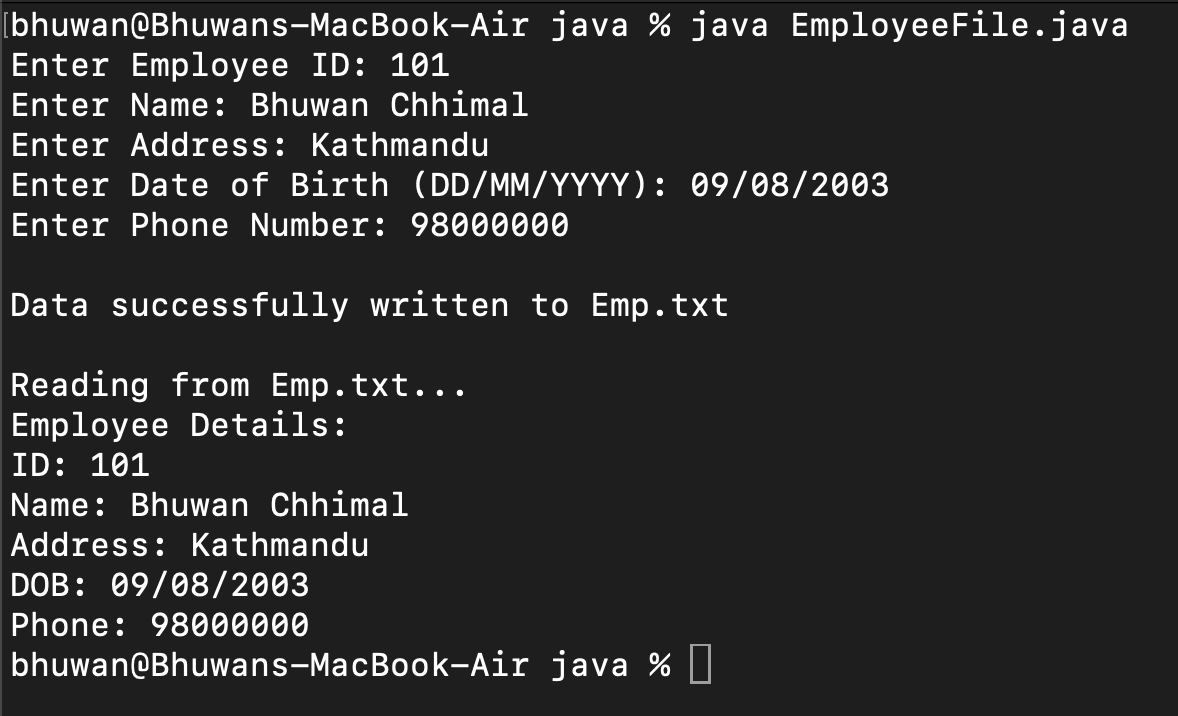 [bhuwan@Bhuwans-MacBook-Air java % java EmployeeFile.java
Enter Employee ID: 101
Enter Name: Bhuwan Chhimal
Enter Address: Kathmandu
Enter Date of Birth (DD/MM/YYYY): 09/08/2003
Enter Phone Number: 98000000
Data successfully written to Emp.txt
Reading from Emp.txt...
Employee Details:
ID: 101
Name: Bhuwan Chhimal
Address: Kathmandu
DOB: 09/08/2003
Phone: 98000000
bhuwan@Bhuwans-MacBook-Air java %